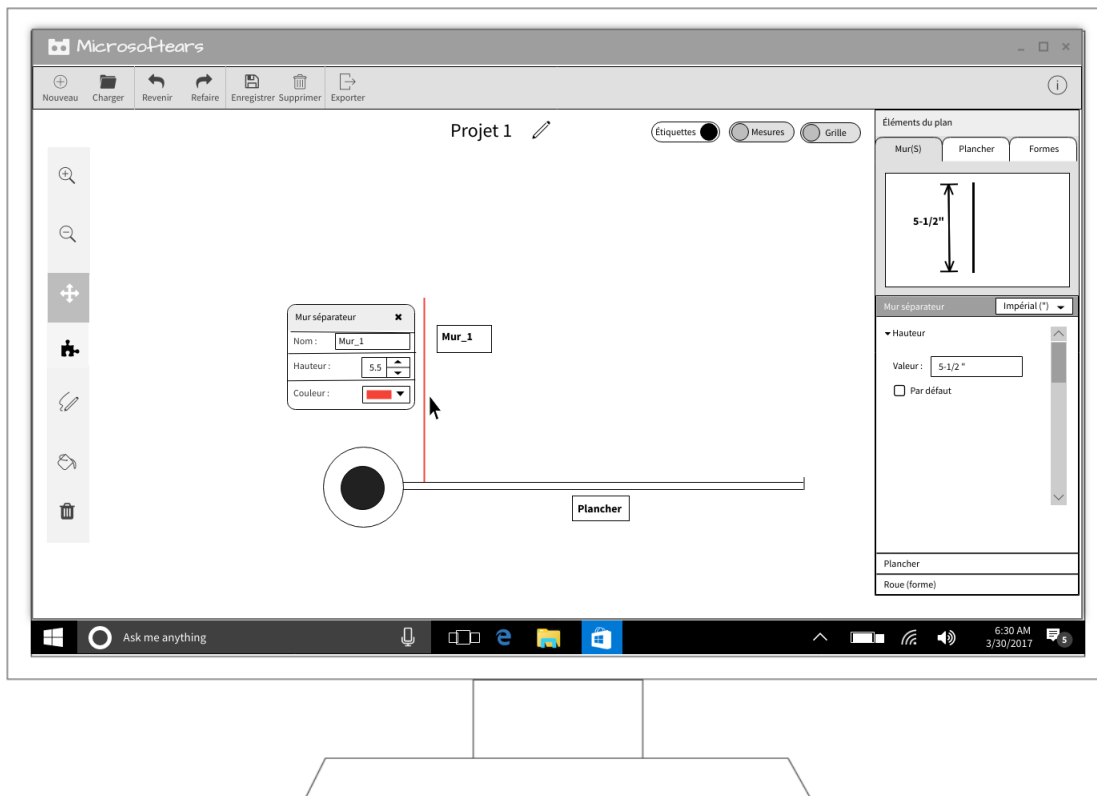 Microsoftears
Nouveau Charger Revenir Refaire Enregistrer Supprimer Exporter
Projet 1
Étiquettes Mesures Grille
Éléments du plan
Mur(S) Plancher Formes
5-1/2"
Mur séparateur Impérial (")
Hauteur
Valeur : 5-1/2 "
Par défaut
Plancher
Roue (forme)
Mur séparateur
Nom : Mur_1
Hauteur : 5.5
Couleur :
Mur_1
Plancher
Ask me anything
6:30 AM
3/30/2017
5